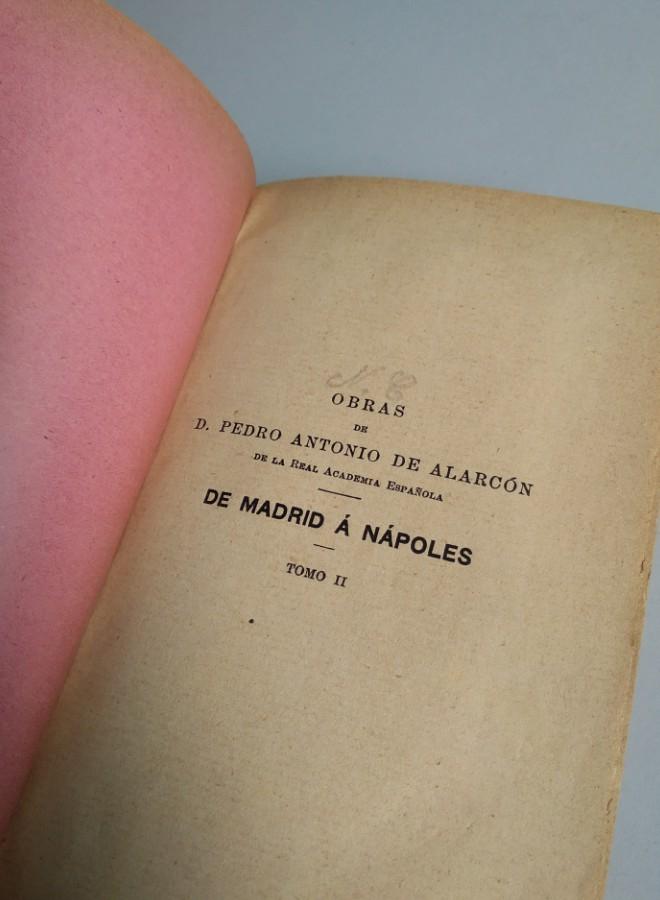 OBRAS
DE
D. PEDRO ANTONIO DE ALARCÓN
DE LA REAL ACADEMIA ESPAÑOLA
DE MADRID Á NÁPOLES
TOMO II